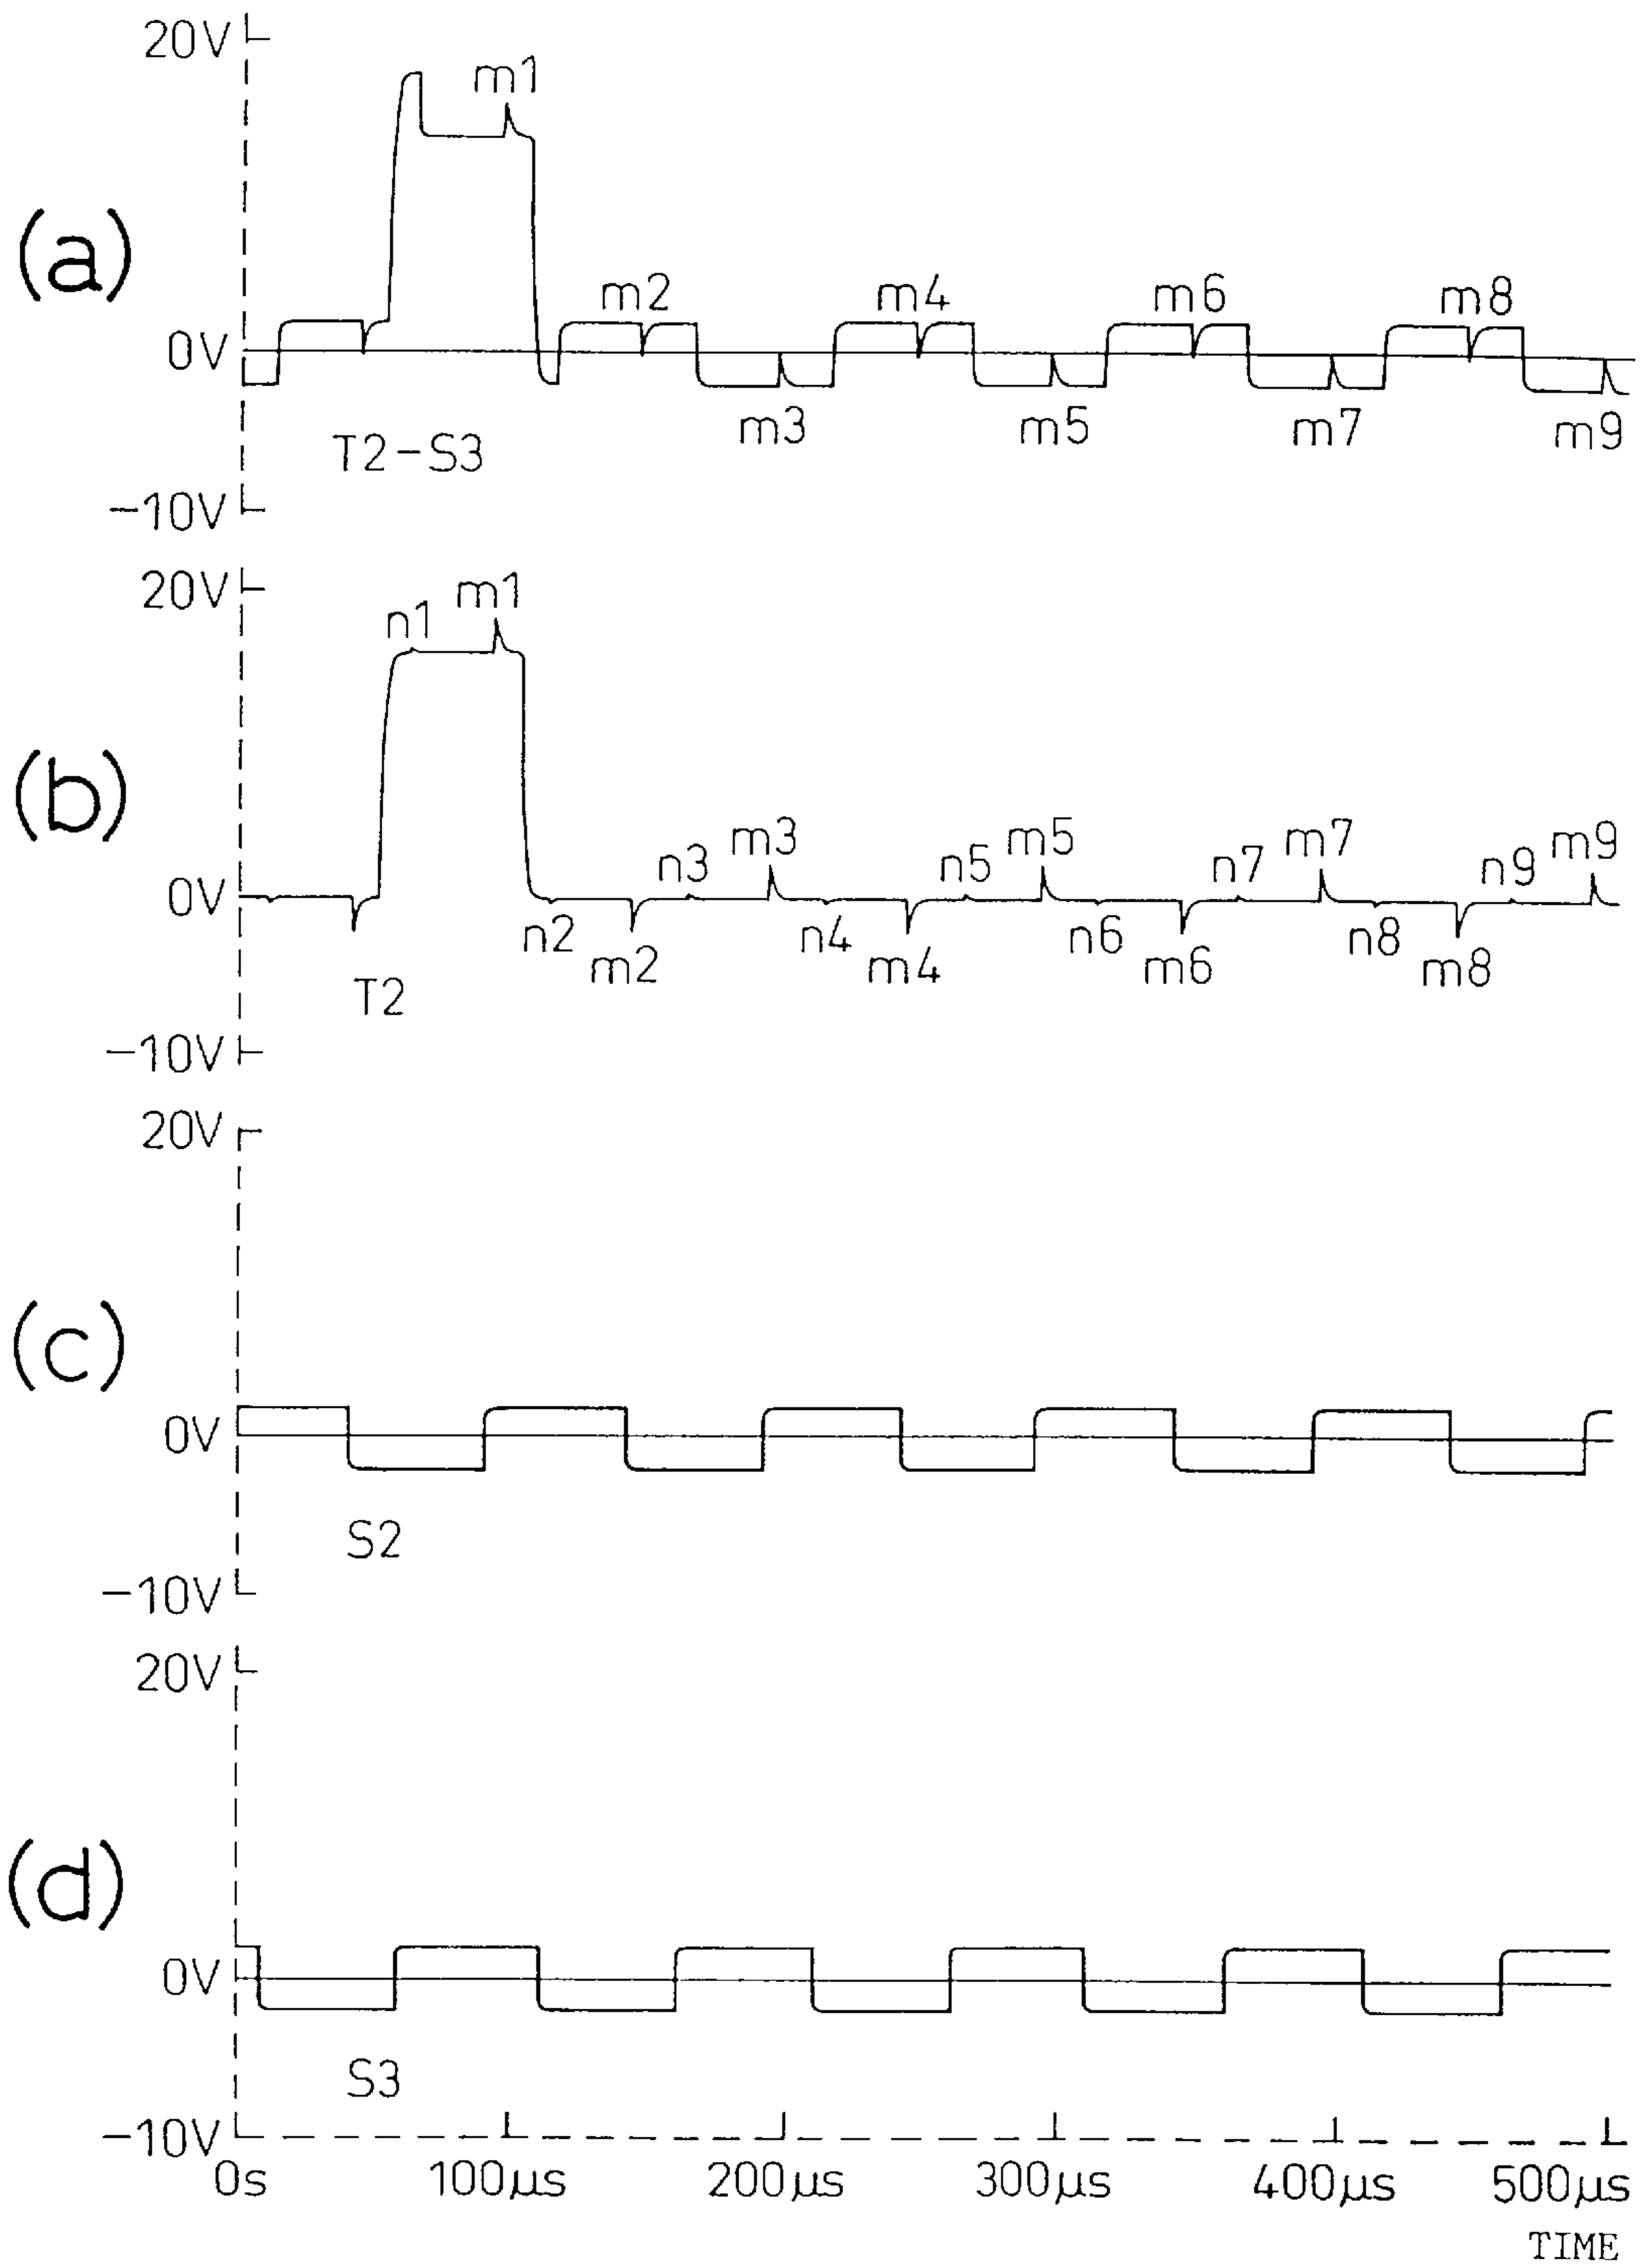 (a)
20V
m1
m2
m4
m6
m8
0V
m3
m5
m7
m9
T2-S3
-10V
(b)
20V
n1
m1
n3
m3
n5
m5
n7
m7
n9
m9
0V
n2
m2
n4
m4
n6
m6
n8
m8
T2
-10V
(c)
20V
0V
S2
-10V
(d)
20V
0V
S3
-10V
0s
100μs
200μs
300μs
400μs
500μs
TIME